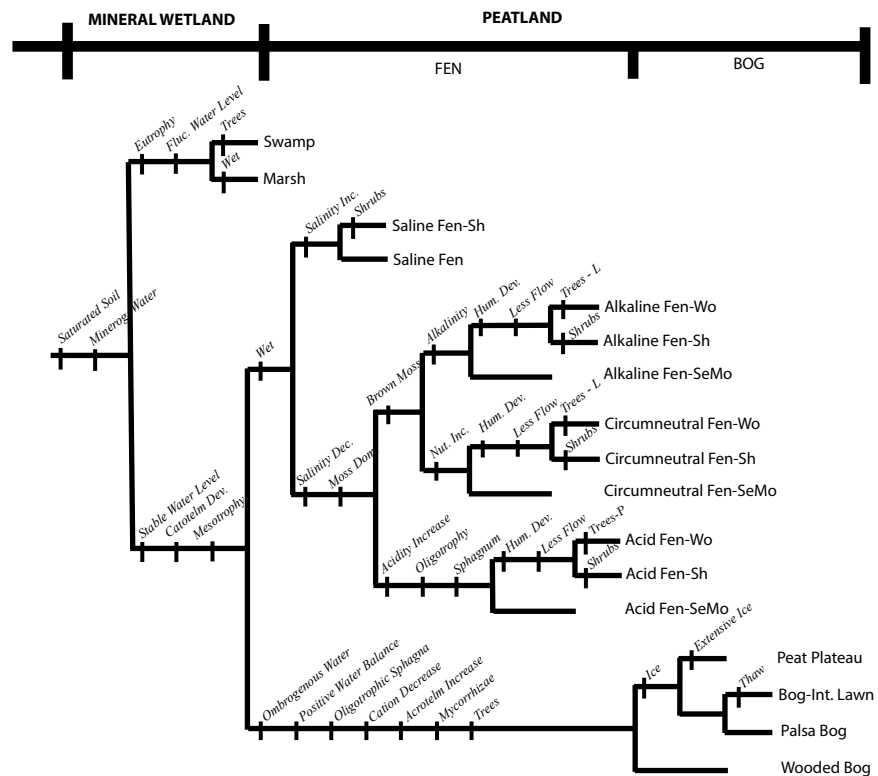 MINERAL WETLAND
PEATLAND
FEN
BOG
Eutrophy
Fluc. Water Level
Trees
Swamp
Wet
Marsh
Salinity Inc.
Shrubs
Saline Fen-Sh
Saline Fen
Saturated Soil
Minerog. Water
Wet
Alkalinity
Hum. Dev.
Less Flow
Trees - L
Alkaline Fen-Wo
Shrubs
Alkaline Fen-Sh
Alkaline Fen-SeMo
Brown Moss
Nut. Inc.
Hum. Dev.
Less Flow
Trees - L
Circumneutral Fen-Wo
Shrubs
Circumneutral Fen-Sh
Circumneutral Fen-SeMo
Salinity Dec.
Moss Dom.
Stable Water Level
Catotelm Dev.
Mesotrophy
Acidity Increase
Oligotrophy
Sphagnum
Hum. Dev.
Less Flow
Trees-P
Acid Fen-Wo
Shrubs
Acid Fen-Sh
Acid Fen-SeMo
Ombrogenous Water
Positive Water Balance
Oligotrophic Sphagna
Cation Decrease
Acrotelm Increase
Mycorrhizae
Trees
Ice
Extensive Ice
Peat Plateau
Thaw
Bog-Int. Lawn
Palsa Bog
Wooded Bog